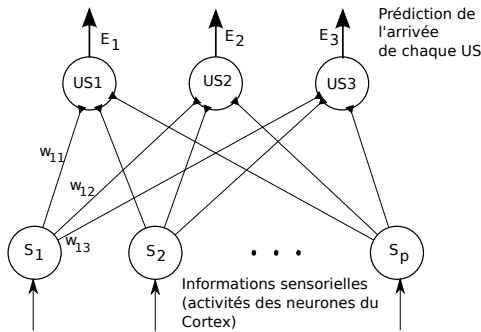 Prédiction de
l'arrivée
de chaque US
E1
E2
E3
US1
US2
US3
w11
w12
w13
S1
S2
. . .
Sp
Informations sensorielles
(activités des neurones du
Cortex)